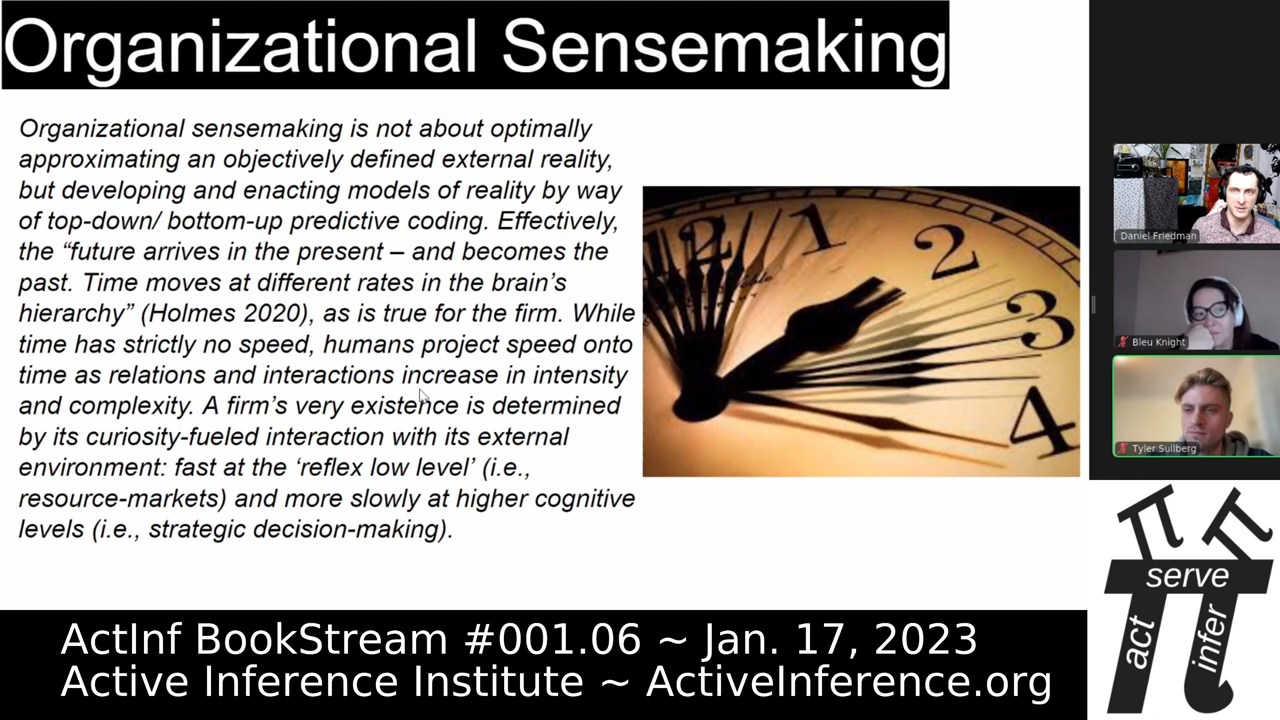 Organizational Sensemaking
Organizational sensemaking is not about optimally
approximating an objectively defined external reality,
but developing and enacting models of reality by way
of top-down/ bottom-up predictive coding. Effectively,
the “future arrives in the present – and becomes the
past. Time moves at different rates in the brain’s
hierarchy” (Holmes 2020), as is true for the firm. While
time has strictly no speed, humans project speed onto
time as relations and interactions increase in intensity
and complexity. A firm’s very existence is determined
by its curiosity-fueled interaction with its external
environment: fast at the ‘reflex low level’ (i.e.,
resource-markets) and more slowly at higher cognitive
levels (i.e., strategic decision-making).
12
1
2
3
4
Daniel Friedman
Bleu Knight
Tyler Sullberg
serve
act
infer
ActInf BookStream #001.06 ~ Jan. 17, 2023
Active Inference Institute ~ ActiveInference.org